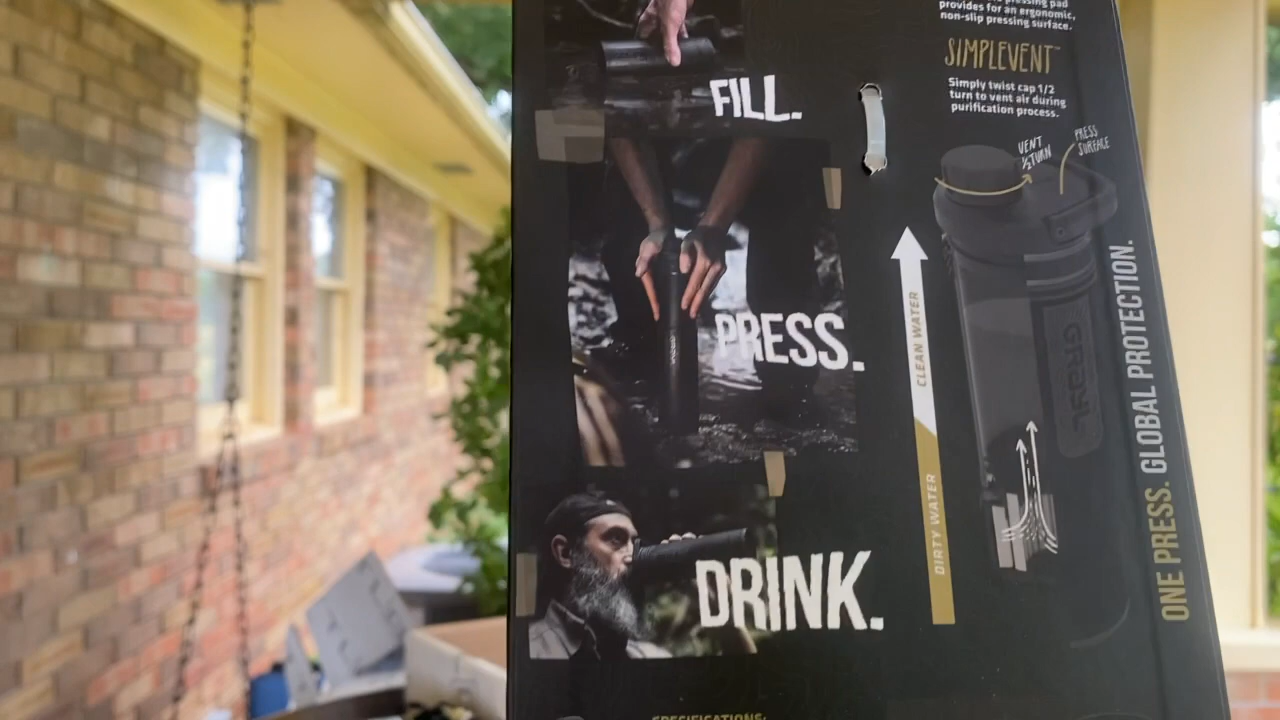 provides for an ergonomic,
non-slip pressing surface.
SIMPLEVENT™
Simply twist cap 1/2
turn to vent air during
purification process.
FILL.
VENT
½ TURN
PRESS
SURFACE
PRESS.
CLEAN WATER
DIRTY WATER
GRAYL
ONE PRESS. GLOBAL PROTECTION.
DRINK.
SPECIFICATIONS: